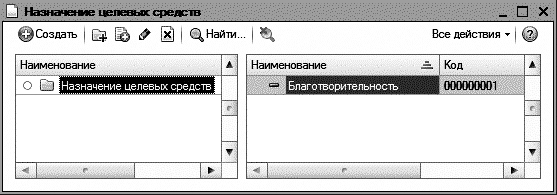 Назначение целевых средств
Создать Найти... Все действия
Наименование Наименование Код
Назначение целевых средств Благотворительность 000000001